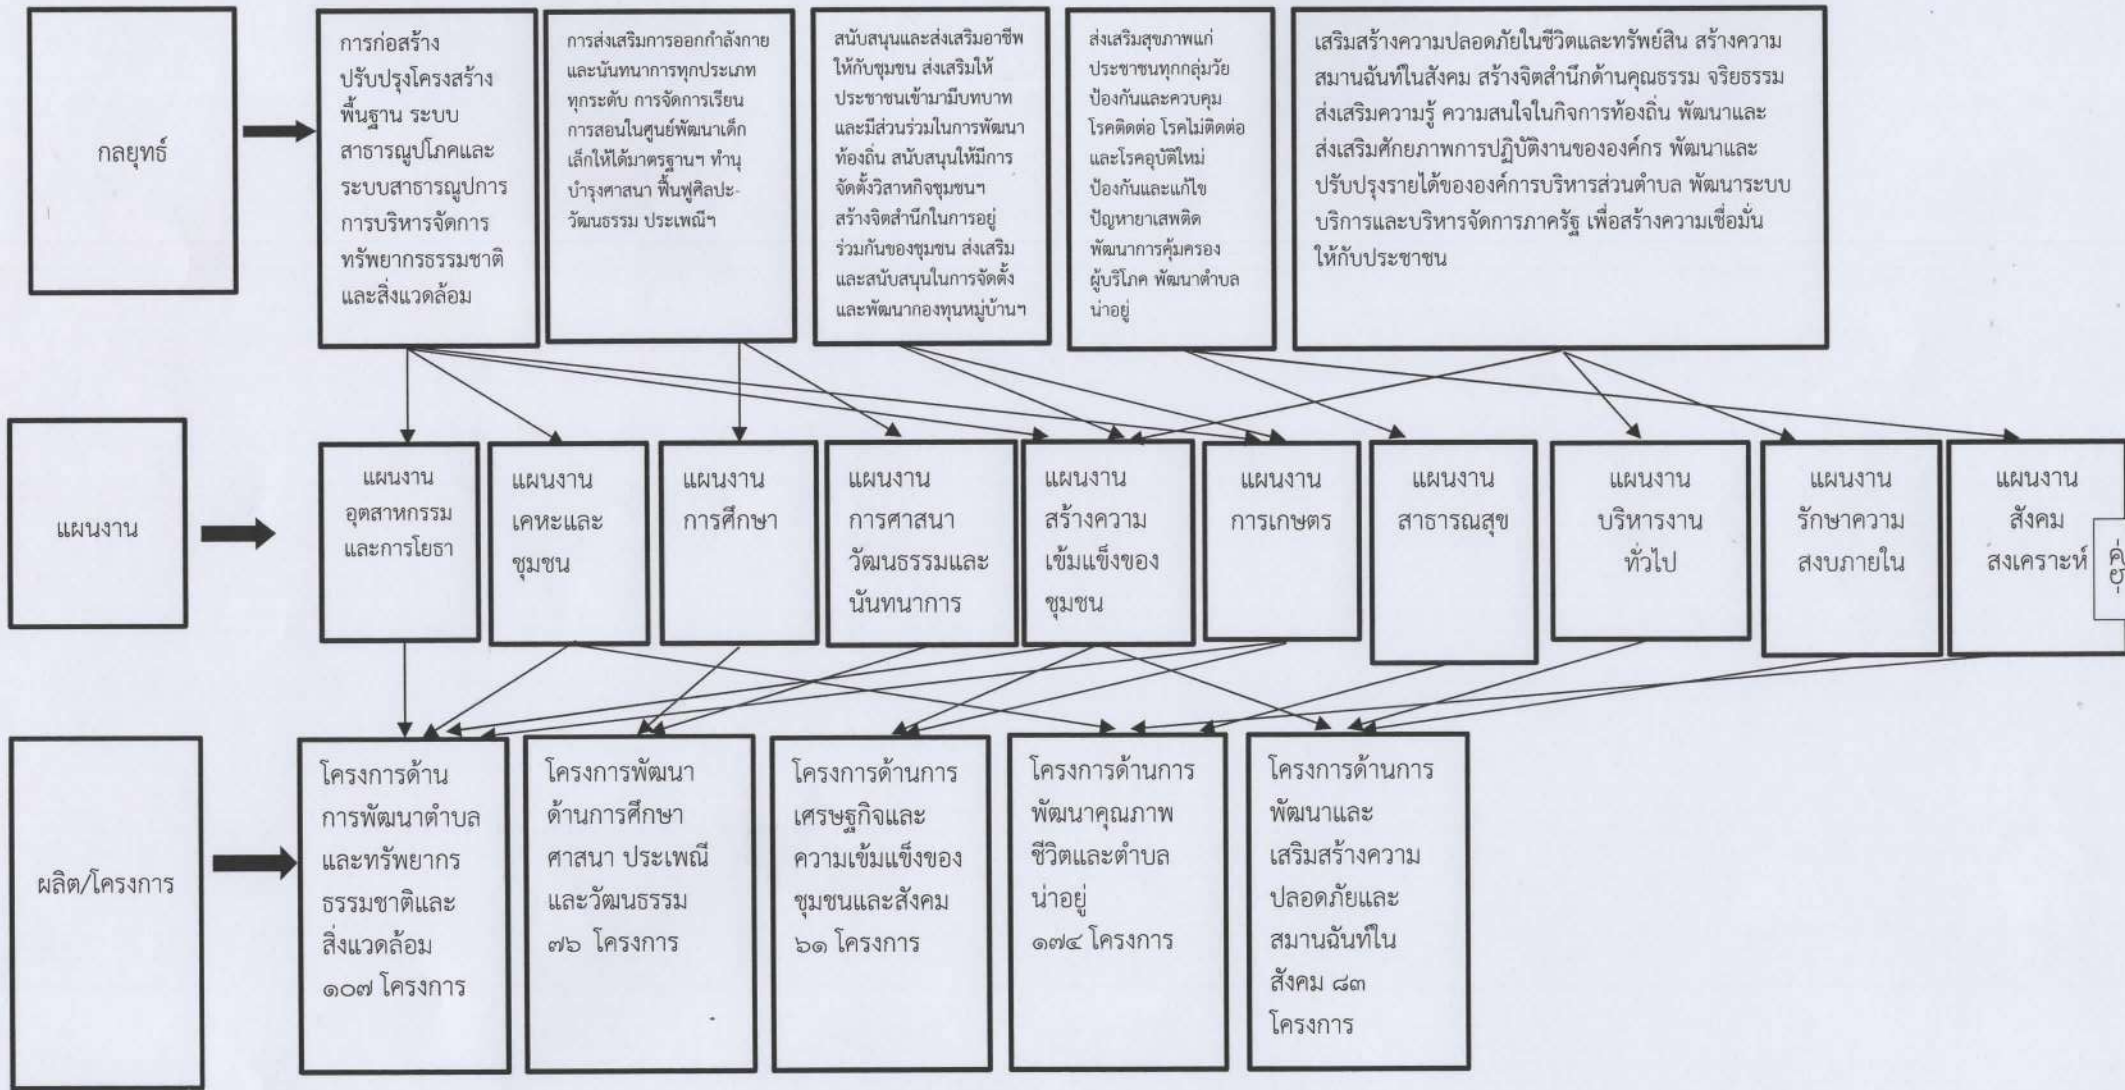 กลยุทธ์
การก่อสร้าง
ปรับปรุงโครงสร้าง
พื้นฐาน ระบบ
สาธารณูปโภคและ
ระบบสาธารณูปการ
การบริหารจัดการ
ทรัพยากรธรรมชาติ
และสิ่งแวดล้อม
การส่งเสริมการออกกำลังกาย
และนันทนาการทุกประเภท
ทุกระดับ การจัดการเรียน
การสอนในศูนย์พัฒนาเด็ก
เล็กให้ได้มาตรฐานฯ ทำนุ
บำรุงศาสนา ฟื้นฟูศิลปะ-
วัฒนธรรม ประเพณีฯ
สนับสนุนและส่งเสริมอาชีพ
ให้กับชุมชน ส่งเสริมให้
ประชาชนเข้ามามีบทบาท
และมีส่วนร่วมในการพัฒนา
ท้องถิ่น สนับสนุนให้มีการ
จัดตั้งวิสาหกิจชุมชนฯ
สร้างจิตสำนึกในการอยู่
ร่วมกันของชุมชน ส่งเสริม
และสนับสนุนในการจัดตั้ง
และพัฒนากองทุนหมู่บ้านฯ
ส่งเสริมสุขภาพแก่
ประชาชนทุกกลุ่มวัย
ป้องกันและควบคุม
โรคติดต่อ โรคไม่ติดต่อ
และโรคอุบัติใหม่
ป้องกันและแก้ไข
ปัญหายาเสพติด
พัฒนาการคุ้มครอง
ผู้บริโภค พัฒนาตำบล
น่าอยู่
เสริมสร้างความปลอดภัยในชีวิตและทรัพย์สิน สร้างความ
สมานฉันท์ในสังคม สร้างจิตสำนึกด้านคุณธรรม จริยธรรม
ส่งเสริมความรู้ ความสนใจในกิจการท้องถิ่น พัฒนาและ
ส่งเสริมศักยภาพการปฏิบัติงานขององค์กร พัฒนาและ
ปรับปรุงรายได้ขององค์การบริหารส่วนตำบล พัฒนาระบบ
บริการและบริหารจัดการภาครัฐ เพื่อสร้างความเชื่อมั่น
ให้กับประชาชน
แผนงาน
แผนงาน
อุตสาหกรรม
และการโยธา
แผนงาน
เคหะและ
ชุมชน
แผนงาน
การศึกษา
แผนงาน
การศาสนา
วัฒนธรรมและ
นันทนาการ
แผนงาน
สร้างความ
เข้มแข็งของ
ชุมชน
แผนงาน
การเกษตร
แผนงาน
สาธารณสุข
แผนงาน
บริหารงาน
ทั่วไป
แผนงาน
รักษาความ
สงบภายใน
แผนงาน
สังคม
สงเคราะห์
ผลิต/โครงการ
โครงการด้าน
การพัฒนาตำบล
และทรัพยากร
ธรรมชาติและ
สิ่งแวดล้อม
๑๐๗ โครงการ
โครงการพัฒนา
ด้านการศึกษา
ศาสนา ประเพณี
และวัฒนธรรม
๗๖ โครงการ
โครงการด้านการ
เศรษฐกิจและ
ความเข้มแข็งของ
ชุมชนและสังคม
๖๑ โครงการ
โครงการด้านการ
พัฒนาคุณภาพ
ชีวิตและตำบล
น่าอยู่
๑๗๔ โครงการ
โครงการด้านการ
พัฒนาและ
เสริมสร้างความ
ปลอดภัยและ
สมานฉันท์ใน
สังคม ๘๓
โครงการ